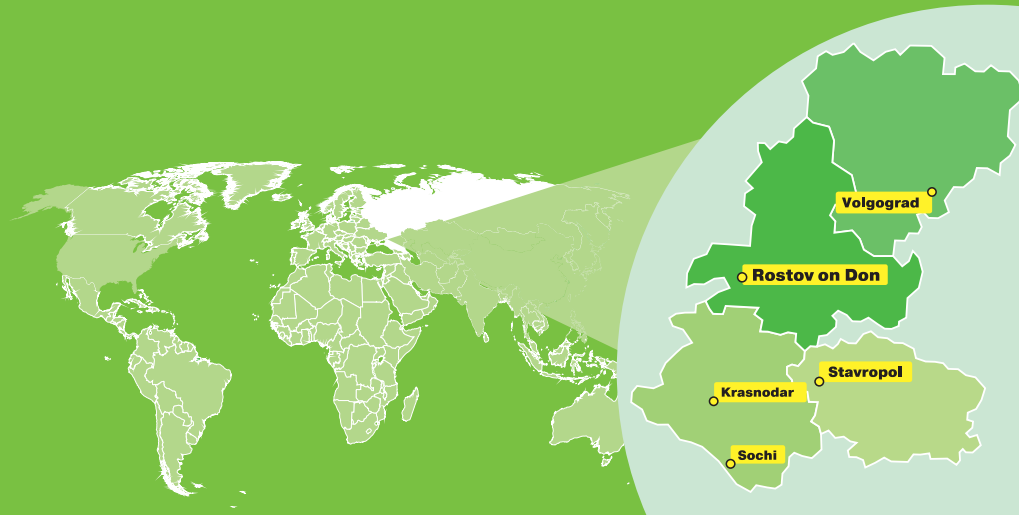 Volgograd
Rostov on Don
Stavropol
Krasnodar
Sochi